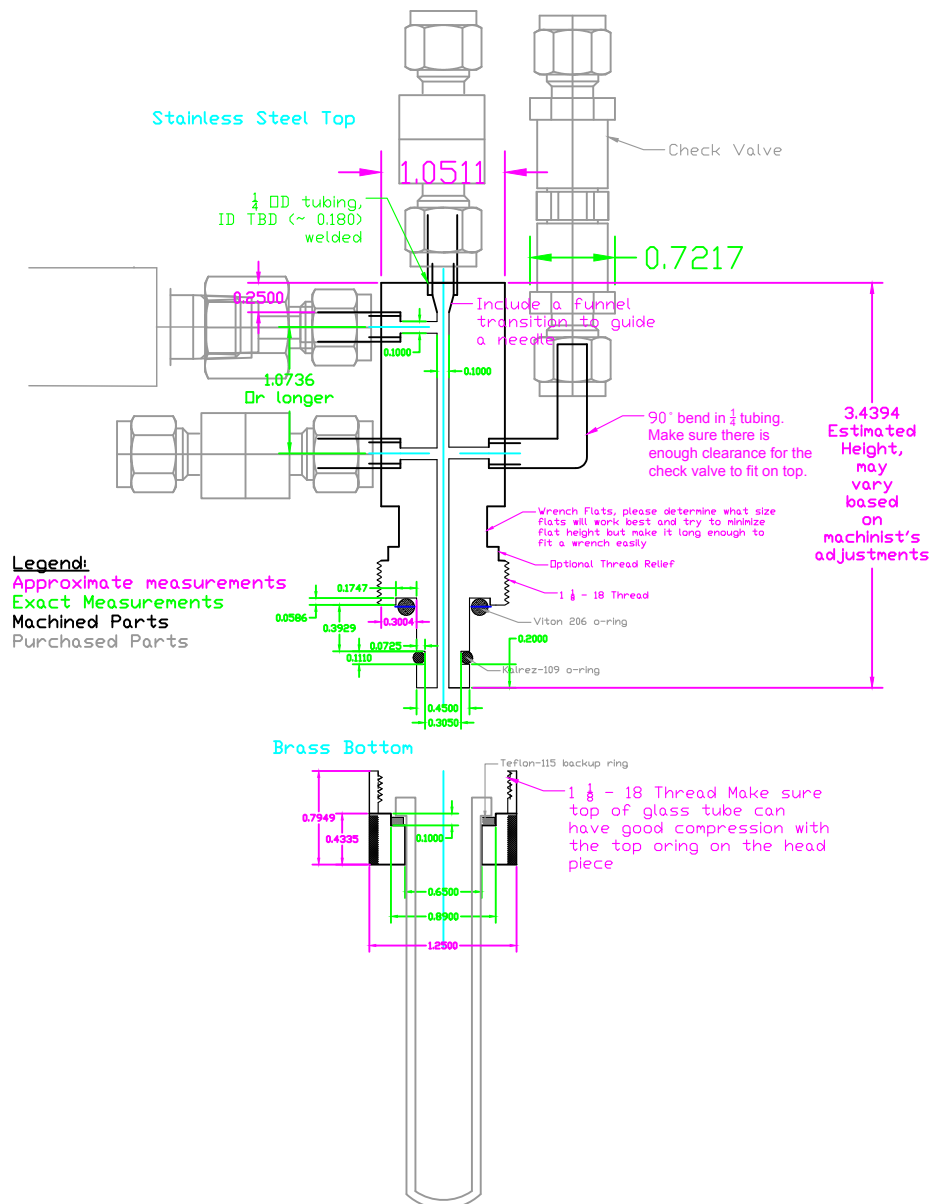 Stainless Steel Top
Check Valve
1.0511
1/4 OD tubing,
ID TBD (~ 0.180)
welded
0.7217
0.2500
Include a funnel
transition to guide
a needle
0.1000
0.1000
1.0736
Or longer
90° bend in 1/4 tubing.
Make sure there is
enough clearance for the
check valve to fit on top.
3.4394
Estimated
Height,
may
vary
based
on
machinist's
adjustments
Wrench Flats, please determine what size
flats will work best and try to minimize
flat height but make it long enough to
fit a wrench easily
Optional Thread Relief
1 1/8 - 18 Thread
Viton 206 o-ring
Kalrez-109 o-ring
Legend:
Approximate measurements
Exact Measurements
Machined Parts
Purchased Parts
0.1747
0.0586
0.3004
0.3929
0.0725
0.1110
0.2000
0.4500
0.3050
Brass Bottom
Teflon-115 backup ring
1 1/8 - 18 Thread Make sure
top of glass tube can
have good compression with
the top oring on the head
piece
0.7949
0.4335
0.1000
0.6500
0.8900
1.2500